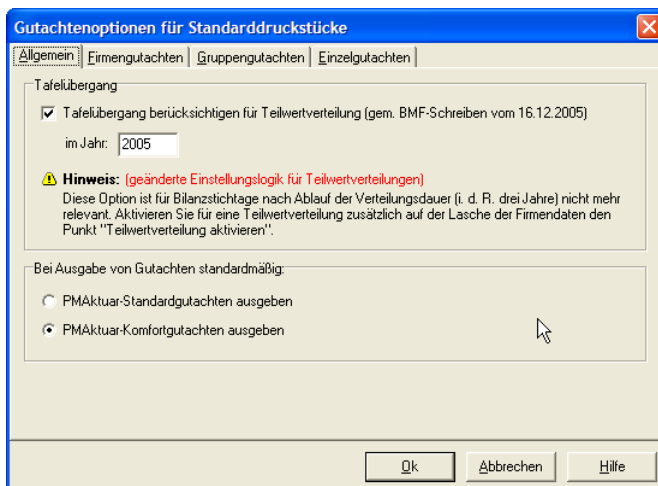 Gutachtenoptionen für Standarddruckstücke
Allgemein Firmengutachten Gruppengutachten Einzelgutachten
Tafelübergang
Tafelübergang berücksichtigen für Teilwertverteilung (gem. BMF-Schreiben vom 16.12.2005)
im Jahr: 2005
Hinweis: (geänderte Einstellungslogik für Teilwertverteilungen)
Diese Option ist für Bilanzstichtage nach Ablauf der Verteilungsdauer (i. d. R. drei Jahre) nicht mehr
relevant. Aktivieren Sie für eine Teilwertverteilung zusätzlich auf der Lasche der Firmendaten den
Punkt "Teilwertverteilung aktivieren".
Bei Ausgabe von Gutachten standardmäßig:
PMAktuar-Standardgutachten ausgeben
PMAktuar-Komfortgutachten ausgeben
Ok Abbrechen Hilfe